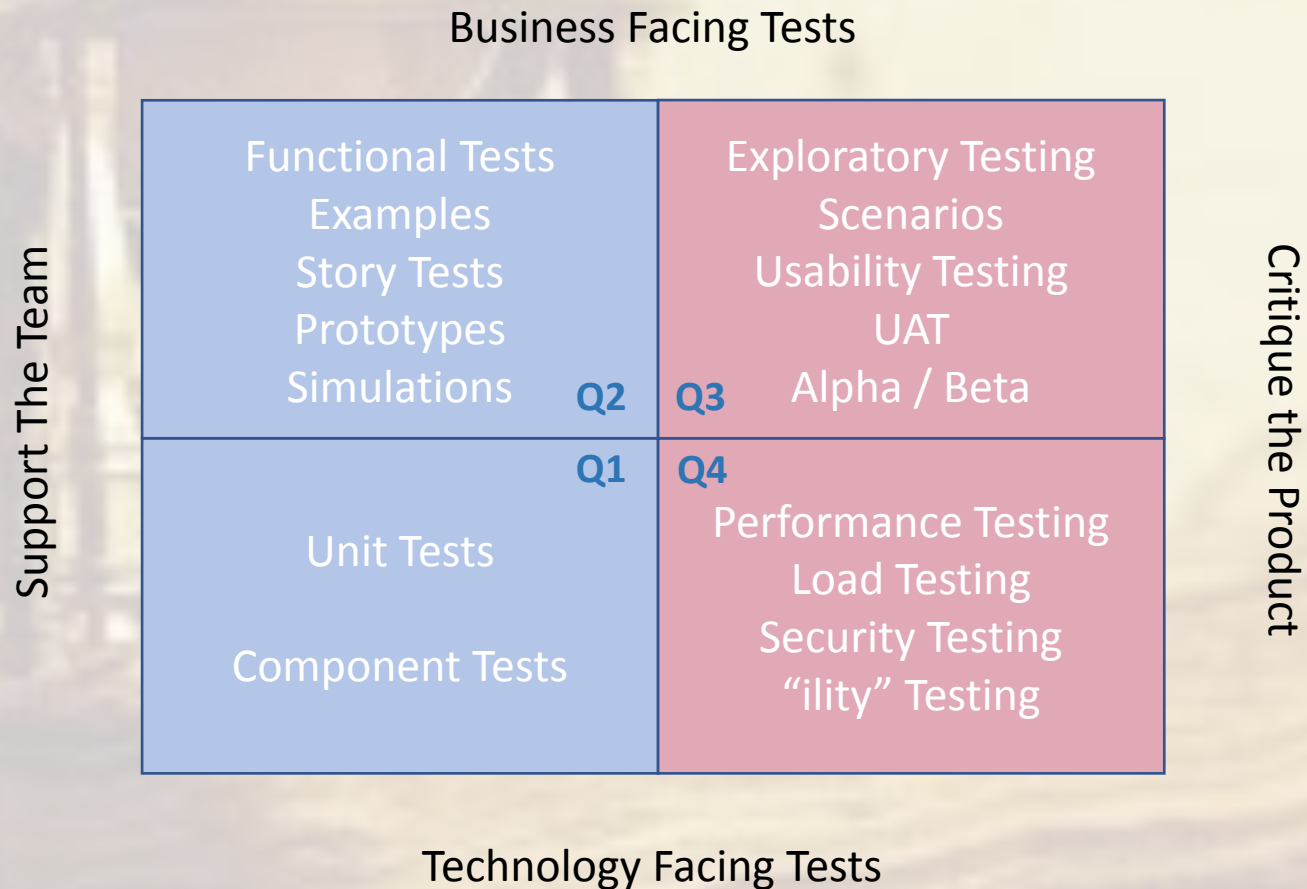 Business Facing Tests
Support The Team
Functional Tests
Examples
Story Tests
Prototypes
Simulations
Q2
Exploratory Testing
Scenarios
Usability Testing
UAT
Alpha / Beta
Q3
Critique the Product
Q1
Unit Tests
Component Tests
Q4
Performance Testing
Load Testing
Security Testing
“ility” Testing
Technology Facing Tests